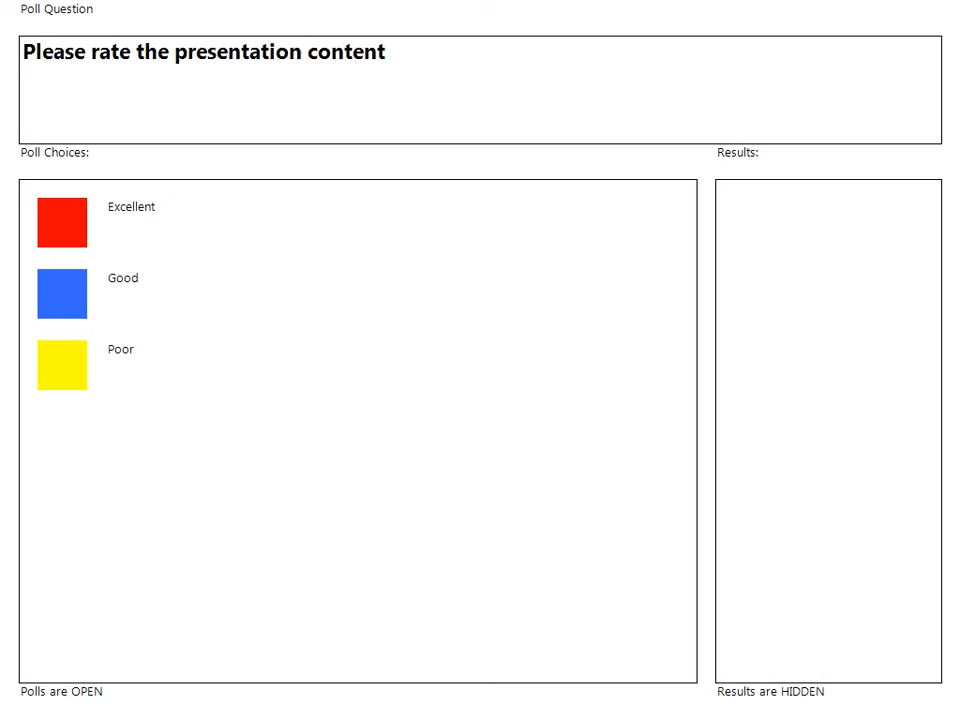 Poll Question
Please rate the presentation content
Poll Choices:
Results:
Excellent
Good
Poor
Polls are OPEN
Results are HIDDEN